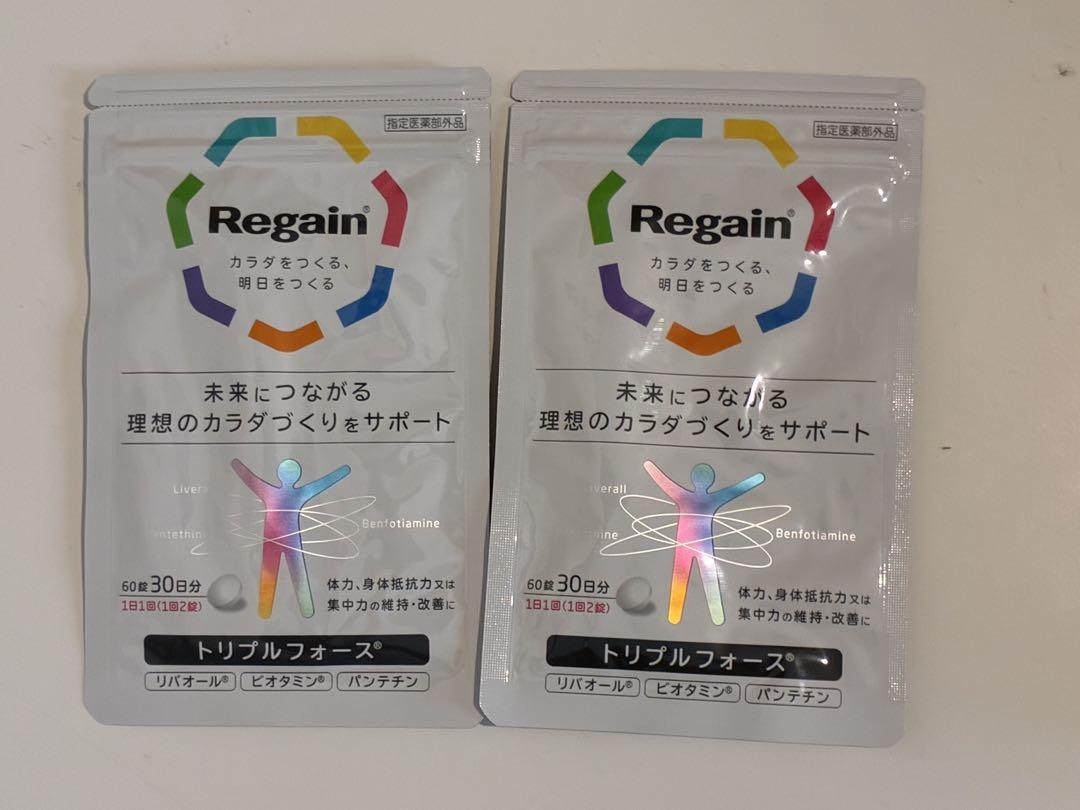 指定医薬部外品
Regain®
カラダをつくる、
明日をつくる
未来につながる
理想のカラダづくりをサポート
Benfotiamine
60錠30日分
1日1回(1回2錠)
体力、身体抵抗力又は
集中力の維持・改善に
トリプルフォース®
リバオール® ビオタミン® パンテチン
指定医薬部外品
Regain®
カラダをつくる、
明日をつくる
未来につながる
理想のカラダづくりをサポート
Benfotiamine
60錠30日分
1日1回(1回2錠)
体力、身体抵抗力又は
集中力の維持・改善に
トリプルフォース®
リバオール® ビオタミン® パンテチン